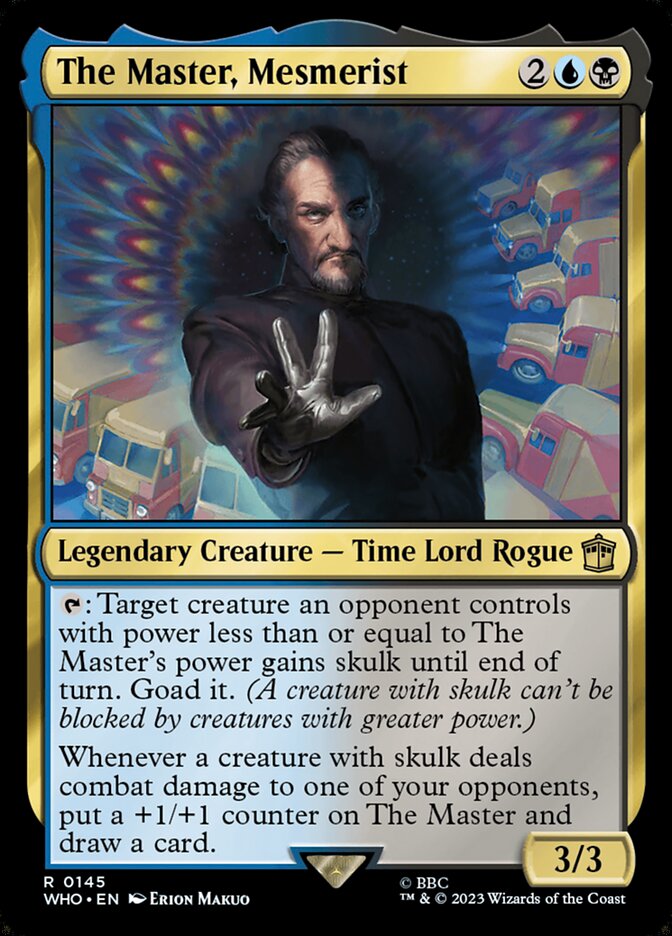 The Master, Mesmerist 2
Legendary Creature — Time Lord Rogue
: Target creature an opponent controls
with power less than or equal to The
Master's power gains skulk until end of
turn. Goad it. (A creature with skulk can't be
blocked by creatures with greater power.)
Whenever a creature with skulk deals
combat damage to one of your opponents,
put a +1/+1 counter on The Master and
draw a card.
3/3
R 0145
WHO • EN Erion Makuo
© BBC
™ & © 2023 Wizards of the Coast